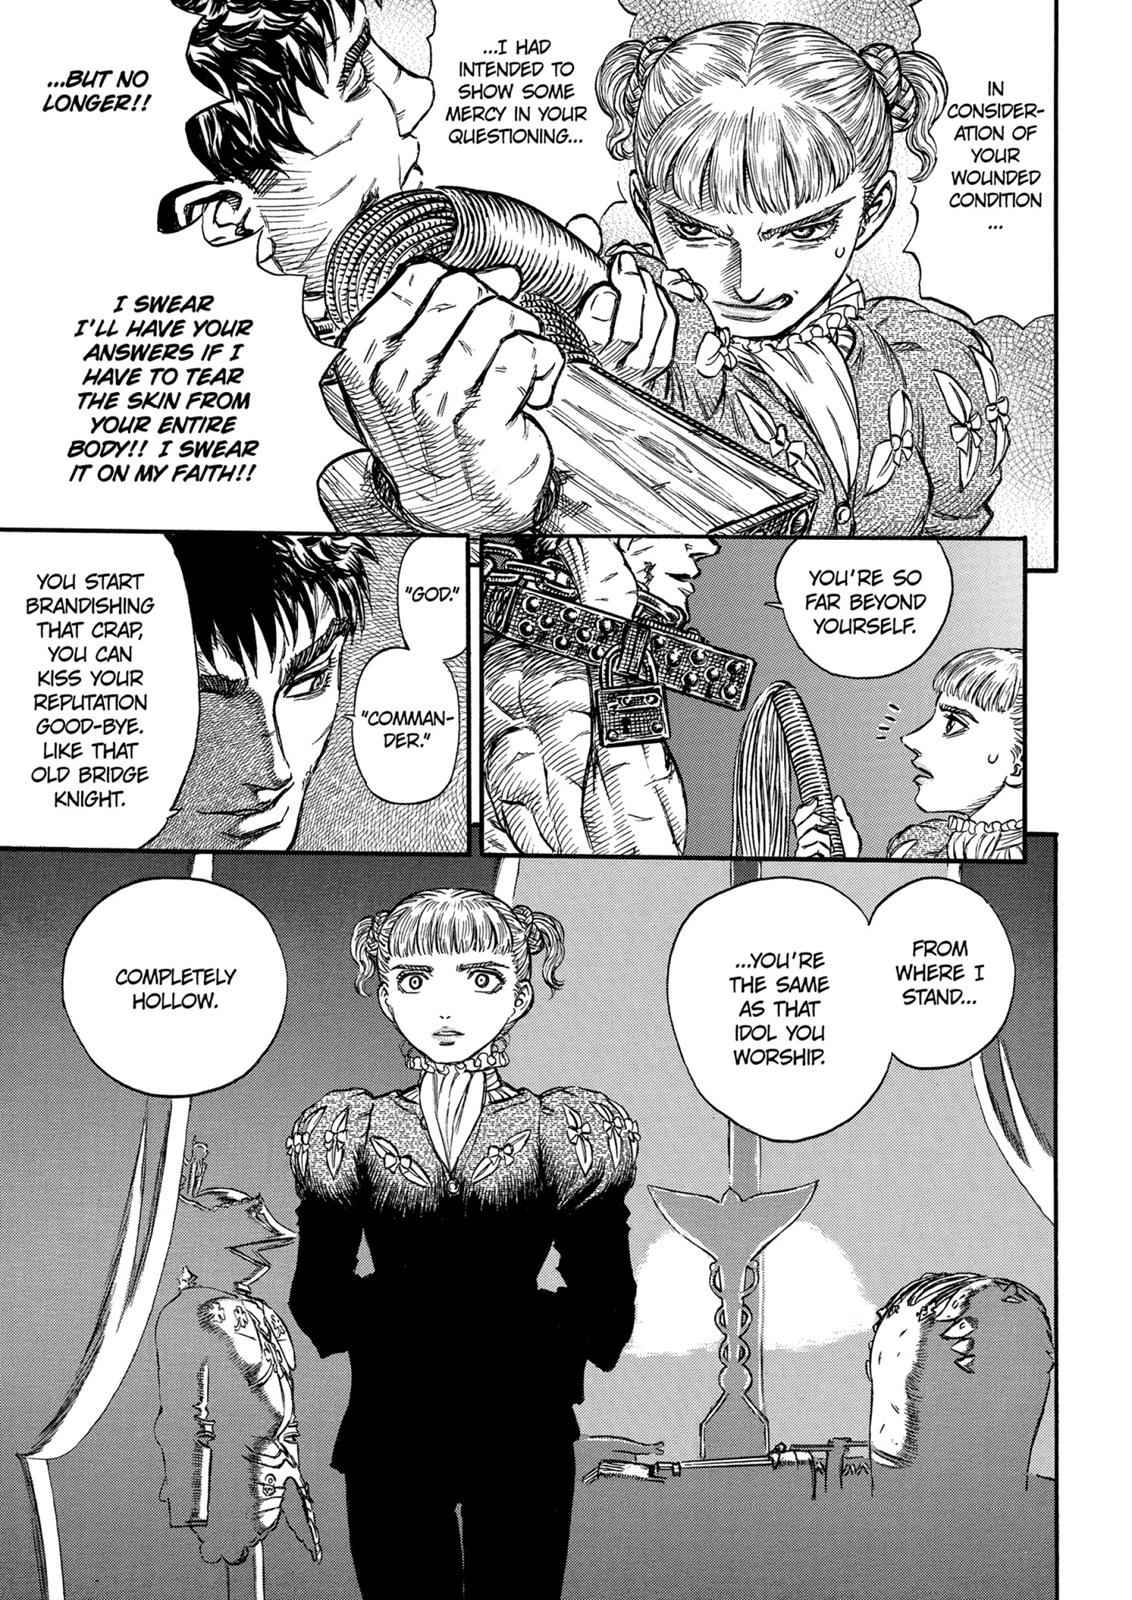 IN
CONSIDER-
ATION OF
YOUR
WOUNDED
CONDITION
...
...I HAD
INTENDED TO
SHOW SOME
MERCY IN YOUR
QUESTIONING...
...BUT NO
LONGER!!
I SWEAR
I'LL HAVE YOUR
ANSWERS IF I
HAVE TO TEAR
THE SKIN FROM
YOUR ENTIRE
BODY!! I SWEAR
IT ON MY FAITH!!
YOU'RE SO
FAR BEYOND
YOURSELF.
"GOD."
"COMMAN-
DER."
YOU START
BRANDISHING
THAT CRAP,
YOU CAN
KISS YOUR
REPUTATION
GOOD-BYE.
LIKE THAT
OLD BRIDGE
KNIGHT.
FROM
WHERE I
STAND...
...YOU'RE
THE SAME
AS THAT
IDOL YOU
WORSHIP.
COMPLETELY
HOLLOW.